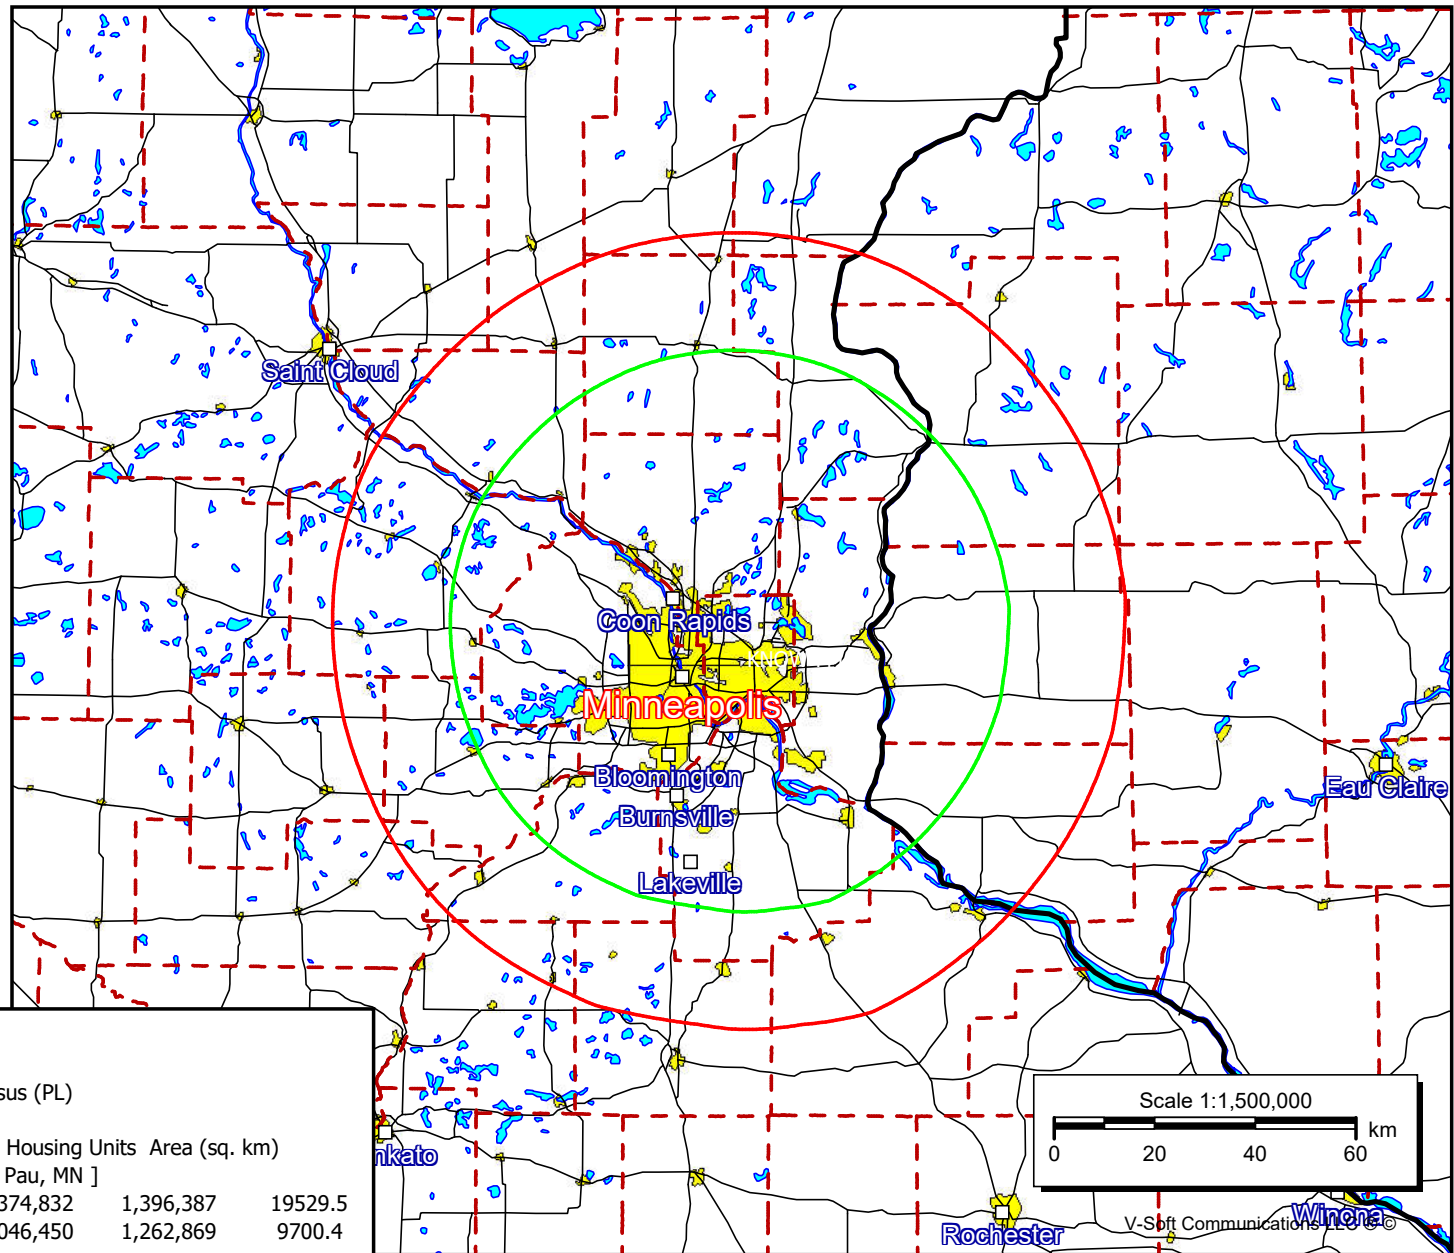 Saint Cloud
Coon Rapids
KNOW
Minneapolis
Bloomington
Burnsville
Lakeville
Eau Claire
sus (PL)
Housing Units Area (sq. km)
Pau, MN ]
374,832 1,396,387 19529.5
046,450 1,262,869 9700.4
nkato
Scale 1:1,500,000
km
0 20 40 60
Rochester
Winona
V-Soft Communications LLC ® ©